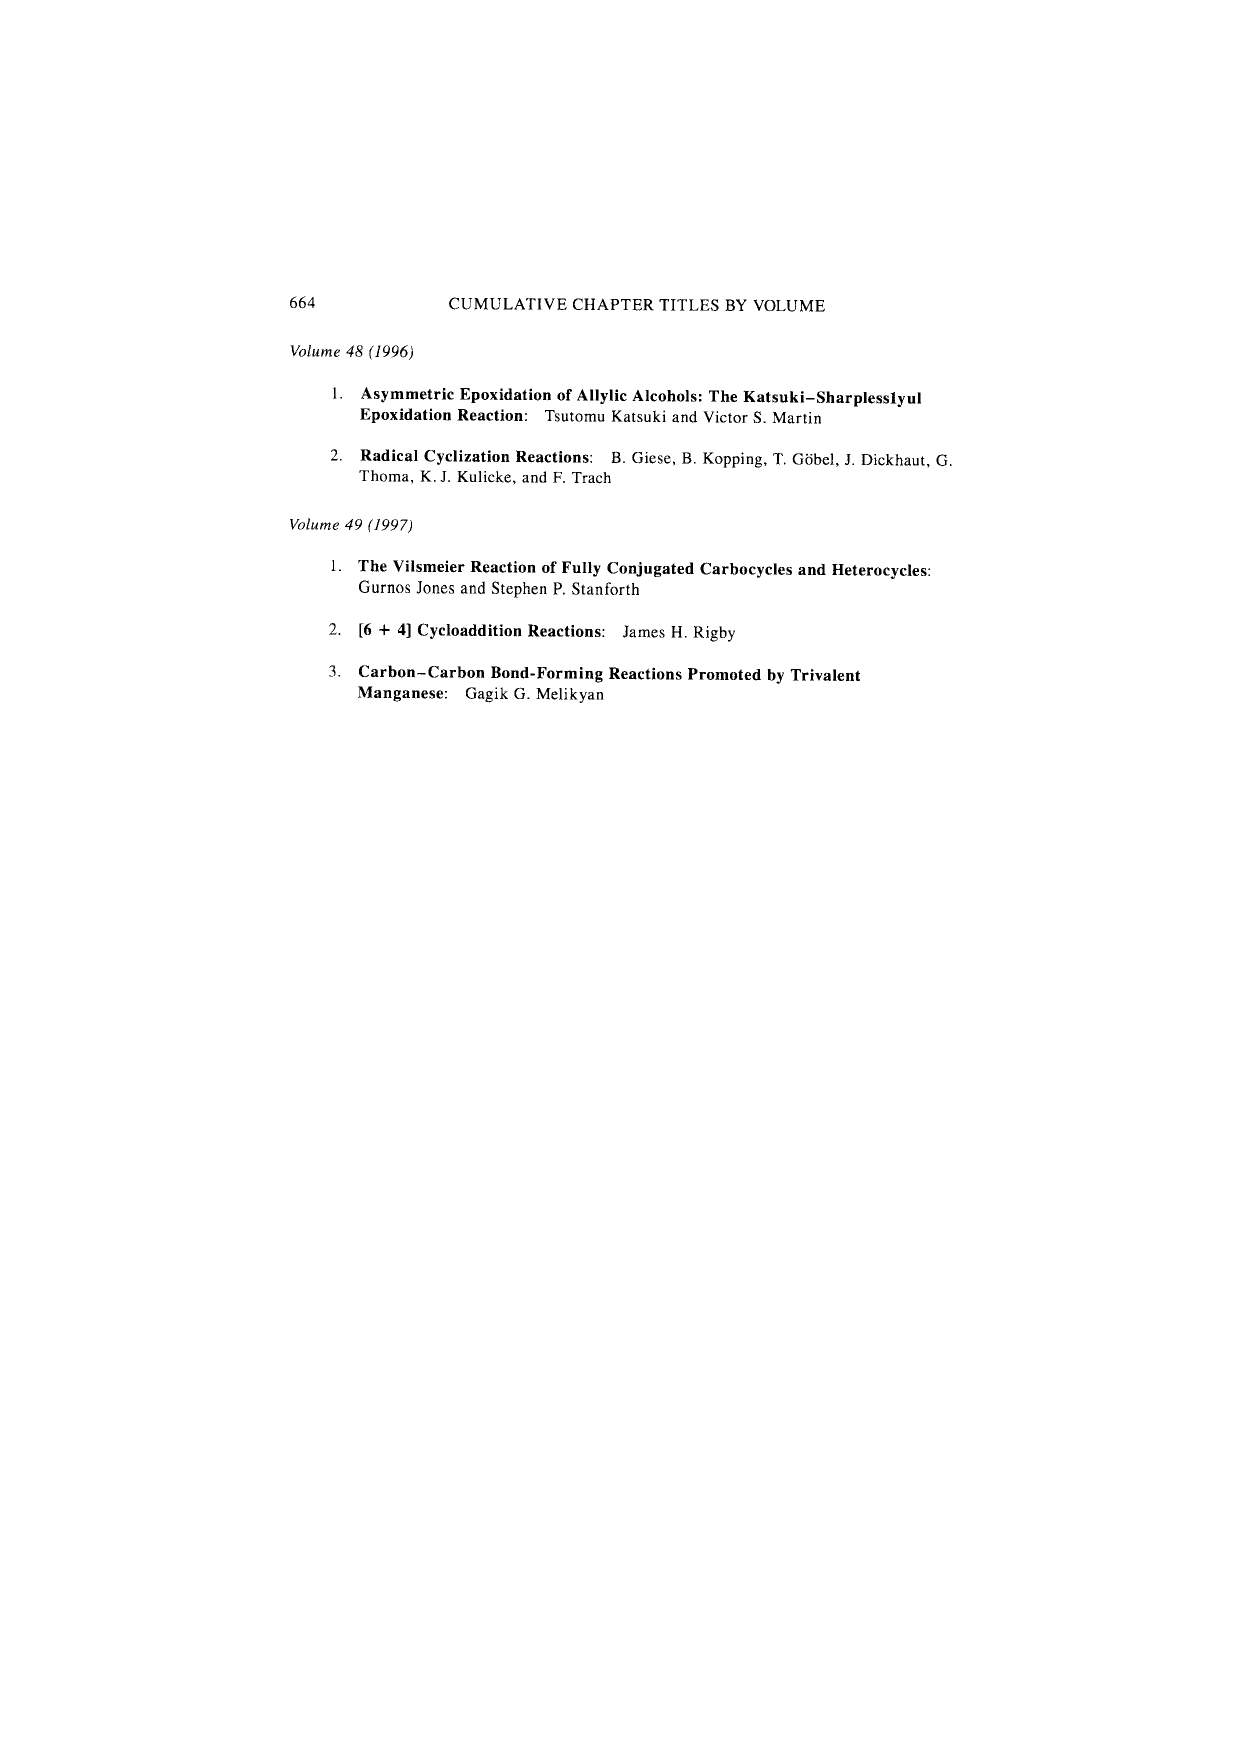 664 CUMULATIVE CHAPTER TITLES BY VOLUME
Volume 48 (1996)
1. Asymmetric Epoxidation of Allylic Alcohols: The Katsuki–Sharpless1yul
Epoxidation Reaction: Tsutomu Katsuki and Victor S. Martin
2. Radical Cyclization Reactions: B. Giese, B. Kopping, T. Göbel, J. Dickhaut, G.
Thoma, K. J. Kulicke, and F. Trach
Volume 49 (1997)
1. The Vilsmeier Reaction of Fully Conjugated Carbocycles and Heterocycles:
Gurnos Jones and Stephen P. Stanforth
2. [6 + 4] Cycloaddition Reactions: James H. Rigby
3. Carbon–Carbon Bond-Forming Reactions Promoted by Trivalent
Manganese: Gagik G. Melikyan